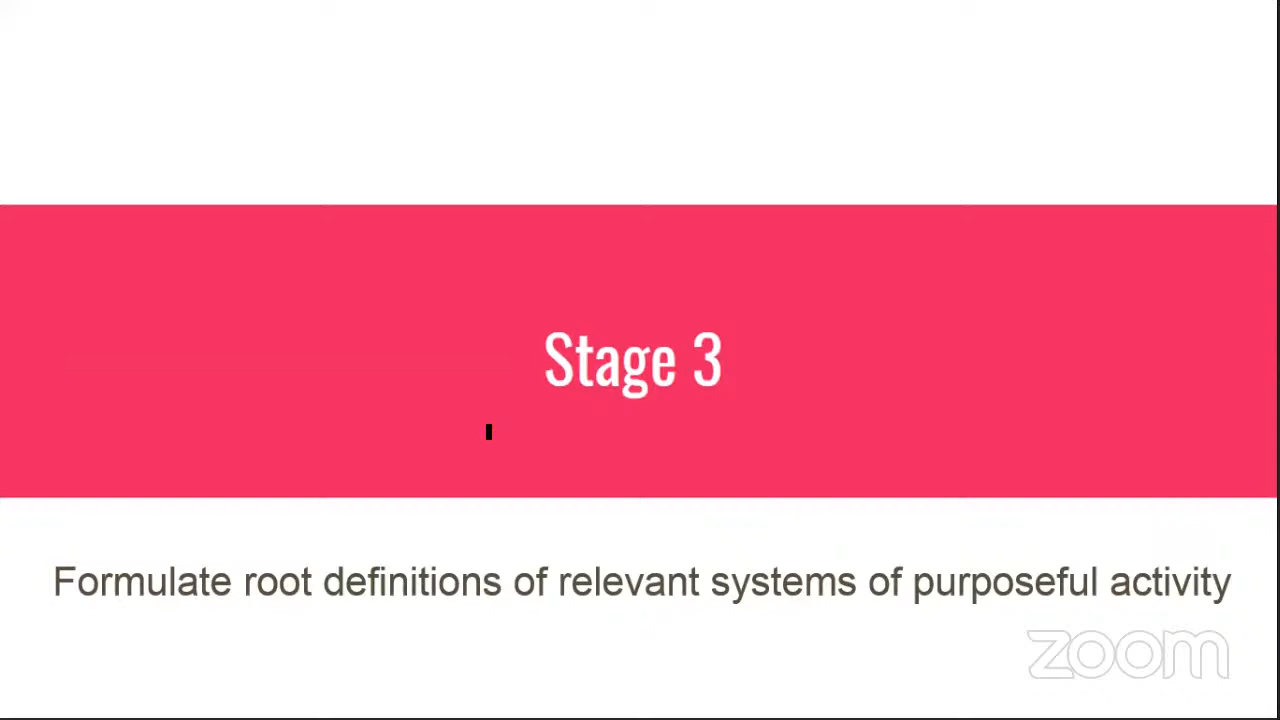 Stage 3
Formulate root definitions of relevant systems of purposeful activity
zoom